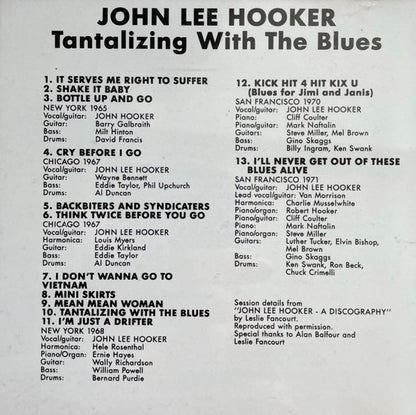 JOHN LEE HOOKER
Tantalizing With The Blues
1. IT SERVES ME RIGHT TO SUFFER
2. SHAKE IT BABY
3. BOTTLE UP AND GO
NEW YORK 1965
Vocal/guitar: JOHN HOOKER
Guitar: Barry Galbraith
Bass: Milt Hinton
Drums: David Francis
4. CRY BEFORE I GO
CHICAGO 1967
Vocal/guitar: JOHN LEE HOOKER
Guitar: Wayne Bennett
Bass: Eddie Taylor, Phil Upchurch
Drums: Al Duncan
5. BACKBITERS AND SYNDICATERS
6. THINK TWICE BEFORE YOU GO
CHICAGO 1967
Vocal/guitar: JOHN LEE HOOKER
Harmonica: Louis Myers
Guitar: Eddie Kirkland
Bass: Eddie Taylor
Drums: Al Duncan
7. I DON'T WANNA GO TO
VIETNAM
8. MINI SKIRTS
9. MEAN MEAN WOMAN
10. TANTALIZING WITH THE BLUES
11. I'M JUST A DRIFTER
NEW YORK 1968
Vocal/guitar: JOHN LEE HOOKER
Harmonica: Hele Rosenthal
Piano/Organ: Ernie Hayes
Guitar: Wally Richardson
Bass: William Powell
Drums: Bernard Purdie
12. KICK HIT 4 HIT KIX U
(Blues for Jimi and Janis)
SAN FRANCISCO 1970
Vocal/guitar: JOHN LEE HOOKER
Piano: Cliff Coulter
Piano/guitar: Mark Naftalin
Guitars: Steve Miller, Mel Brown
Bass: Gino Skaggs
Drums: Billy Ingram, Ken Swank
13. I'LL NEVER GET OUT OF THESE
BLUES ALIVE
SAN FRANCISCO 1971
Vocal/guitar: JOHN LEE HOOKER
Lead vocal/guitar: Van Morrison
Harmonica: Charlie Musselwhite
Piano/organ: Robert Hooker
Piano/guitar: Cliff Coulter
Piano: Mark Naftalin
Piano/organ: Steve Miller
Guitars: Luther Tucker, Elvin Bishop,
Mel Brown
Bass: Gino Skaggs
Drums: Ken Swank, Ron Beck,
Chuck Crimelli
Session details from
"JOHN LEE HOOKER - A DISCOGRAPHY"
by Leslie Fancourt.
Reproduced with permission.
Special thanks to Alan Balfour and
Leslie Fancourt